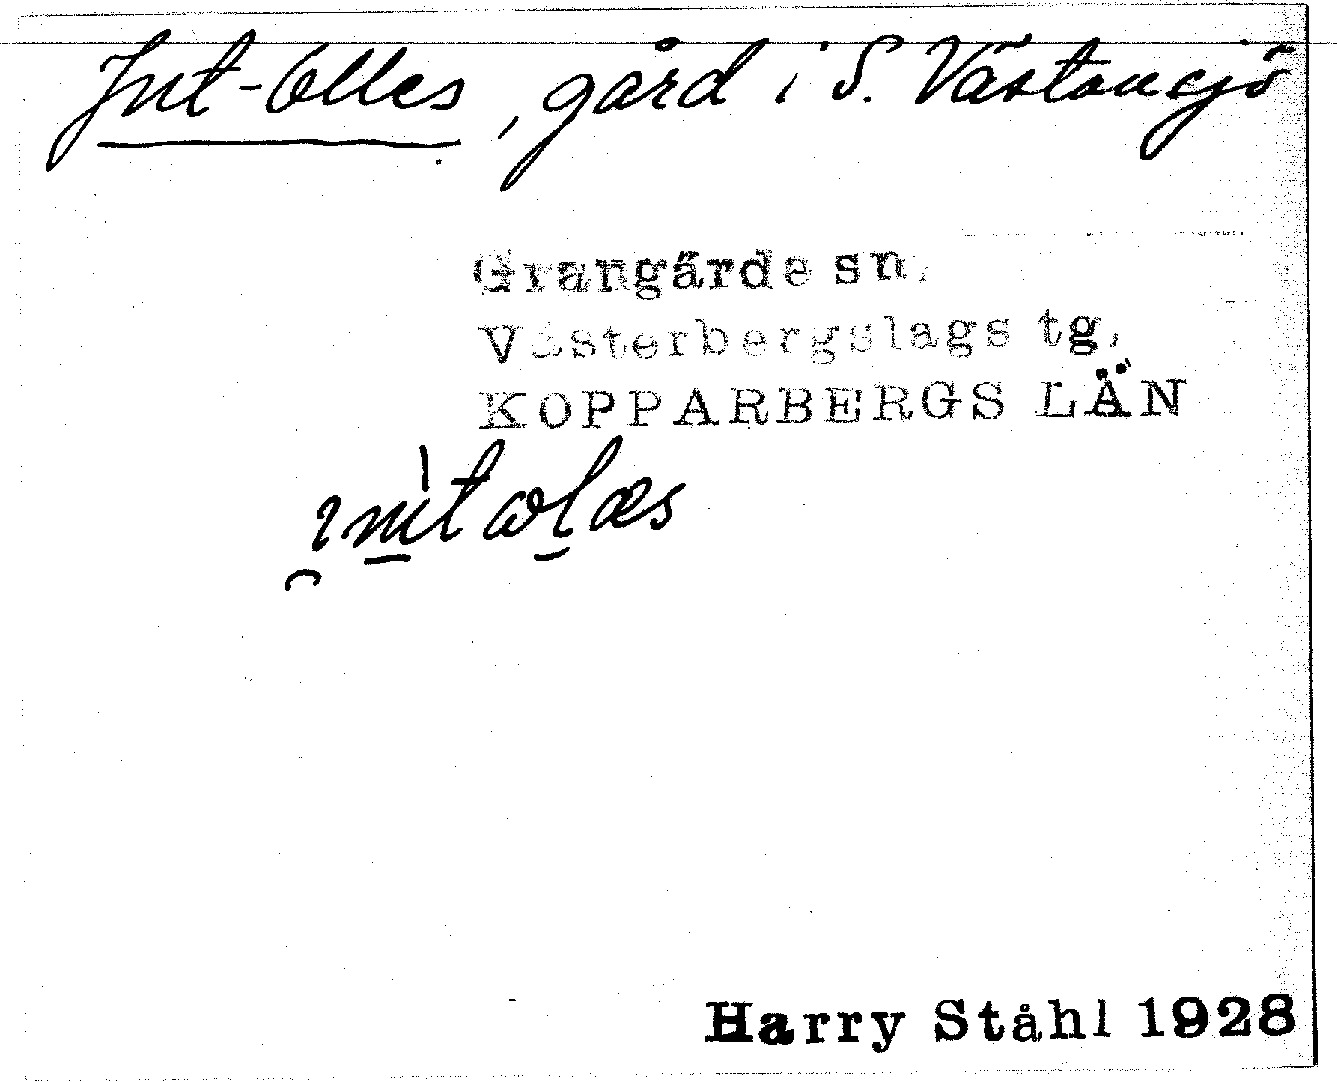 Jut-Olles, gård i S. Västansjö
Grangärde sn.
Västerbergslags tg,
KOPPARBERGS LÄN
Harry Ståhl 1928